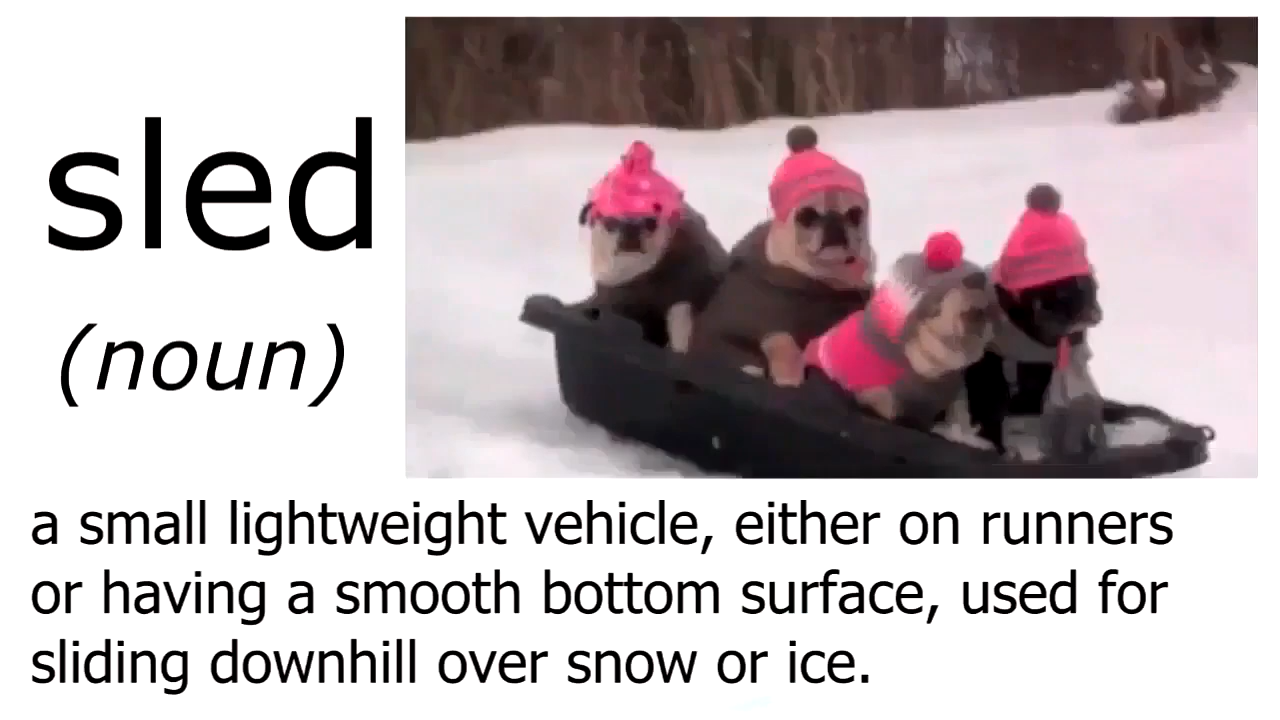 sled
(noun)
a small lightweight vehicle, either on runners
or having a smooth bottom surface, used for
sliding downhill over snow or ice.